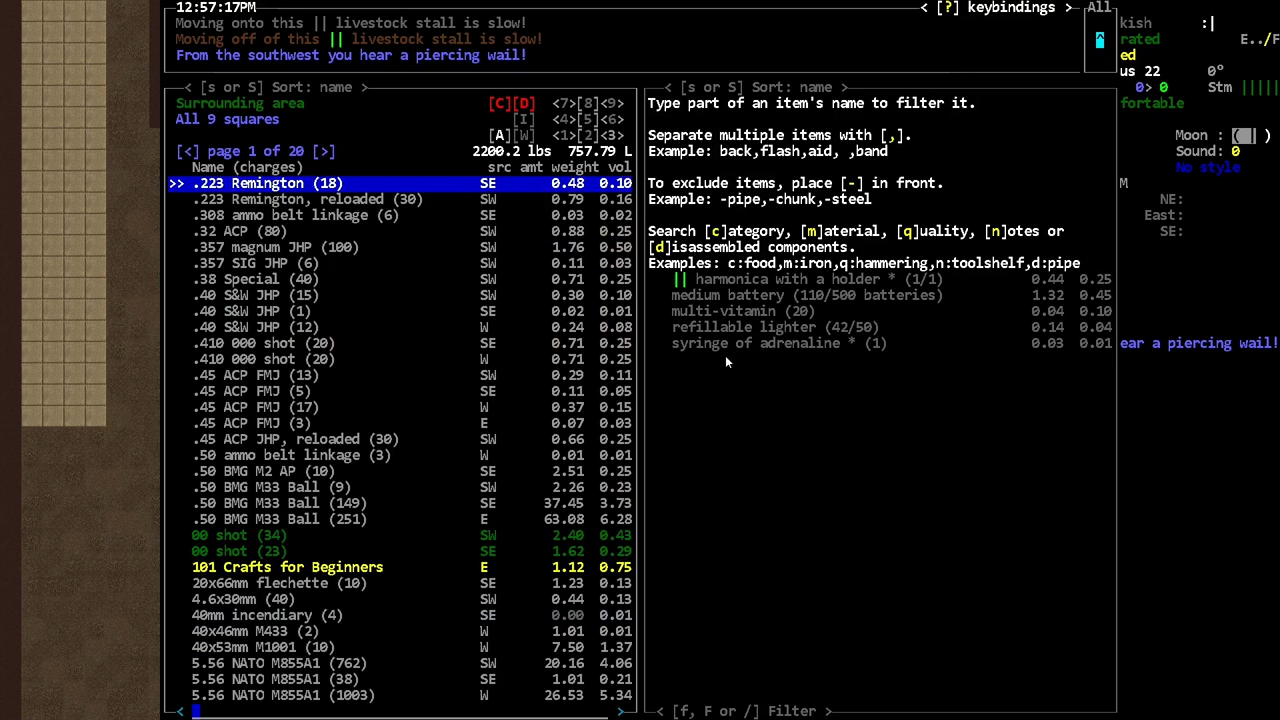 12:57:17PM < [?] keybindings > All
Moving onto this || livestock stall is slow!
Moving off of this || livestock stall is slow!
From the southwest you hear a piercing wail!
< [s or S] Sort: name >
Surrounding area [C][D] <7>[8]<9>
All 9 squares [I] <4>[5]<6>
[A][W] <1>[2]<3>
[<] page 1 of 20 [>] 2200.2 lbs 757.79 L
Name (charges) src amt weight vol
>> .223 Remington (18) SE 0.48 0.10
.223 Remington, reloaded (30) SW 0.79 0.16
.308 ammo belt linkage (6) SE 0.03 0.02
.32 ACP (80) SW 0.88 0.25
.357 magnum JHP (100) SW 1.76 0.50
.357 SIG JHP (6) SW 0.11 0.03
.38 Special (40) SW 0.71 0.25
.40 S&W JHP (15) SW 0.30 0.10
.40 S&W JHP (1) SE 0.02 0.01
.40 S&W JHP (12) W 0.24 0.08
.410 000 shot (20) SE 0.71 0.25
.410 000 shot (20) W 0.71 0.25
.45 ACP FMJ (13) SW 0.29 0.11
.45 ACP FMJ (5) SE 0.11 0.05
.45 ACP FMJ (17) W 0.37 0.15
.45 ACP FMJ (3) E 0.07 0.03
.45 ACP JHP, reloaded (30) SW 0.66 0.25
.50 ammo belt linkage (3) W 0.01 0.01
.50 BMG M2 AP (10) SE 2.51 0.25
.50 BMG M33 Ball (9) SW 2.26 0.23
.50 BMG M33 Ball (149) SE 37.45 3.73
.50 BMG M33 Ball (251) E 63.08 6.28
00 shot (34) SW 2.40 0.43
00 shot (23) SE 1.62 0.29
101 Crafts for Beginners E 1.12 0.75
20x66mm flechette (10) SE 1.23 0.13
4.6x30mm (40) SW 0.44 0.13
40mm incendiary (4) SE 0.00 0.01
40x46mm M433 (2) W 1.01 0.01
40x53mm M1001 (10) W 7.50 1.37
5.56 NATO M855A1 (762) SW 20.16 4.06
5.56 NATO M855A1 (38) SE 1.01 0.21
5.56 NATO M855A1 (1003) W 26.53 5.34
< >
< [s or S] Sort: name >
Type part of an item's name to filter it.
Separate multiple items with [,].
Example: back,flash,aid, ,band
To exclude items, place [-] in front.
Example: -pipe,-chunk,-steel
Search [c]ategory, [m]aterial, [q]uality, [n]otes or
[d]isassembled components.
Examples: c:food,m:iron,q:hammering,n:toolshelf,d:pipe
|| harmonica with a holder * (1/1) 0.44 0.25
medium battery (110/500 batteries) 1.32 0.45
multi-vitamin (20) 0.04 0.10
refillable lighter (42/50) 0.14 0.04
syringe of adrenaline * (1) 0.03 0.01
< [f, F or /] Filter >
kish :|
rated E../F
ed
us 22 0°
0> 0 Stm |||||
fortable
Moon : (  )
Sound: 0
No style
M NE:
East:
SE:
ear a piercing wail!